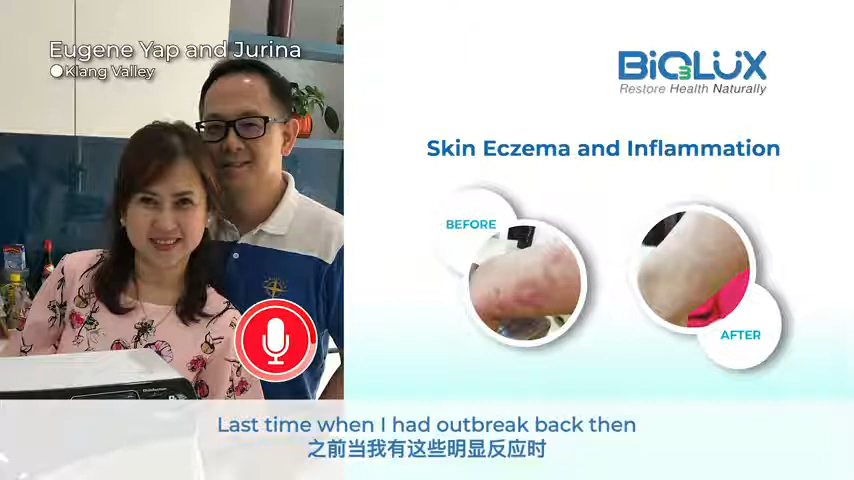 Eugene Yap and Jurina
Klang Valley
BiO3LUX
Restore Health Naturally
Skin Eczema and Inflammation
BEFORE
AFTER
Last time when I had outbreak back then
之前当我有这些明显反应时